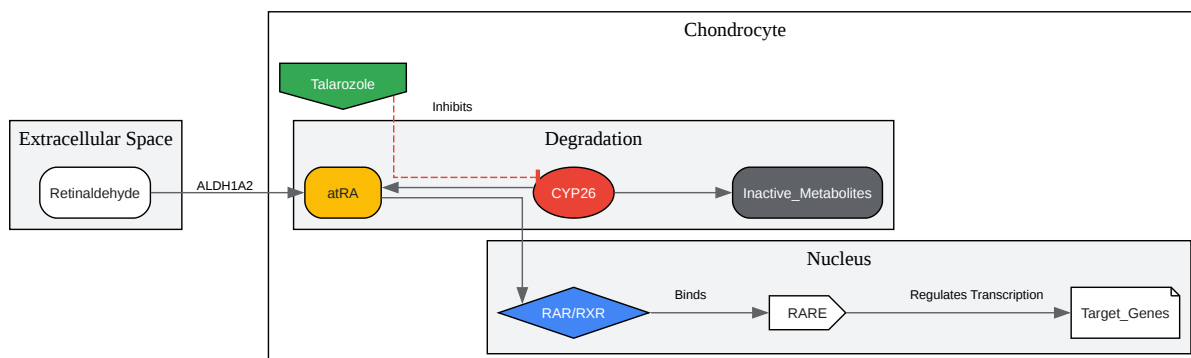 Chondrocyte
Talarozole
Inhibits
Extracellular Space
Degradation
Retinaldehyde
ALDH1A2
atRA
CYP26
Inactive_Metabolites
Nucleus
RAR/RXR
Binds
RARE
Regulates Transcription
Target_Genes